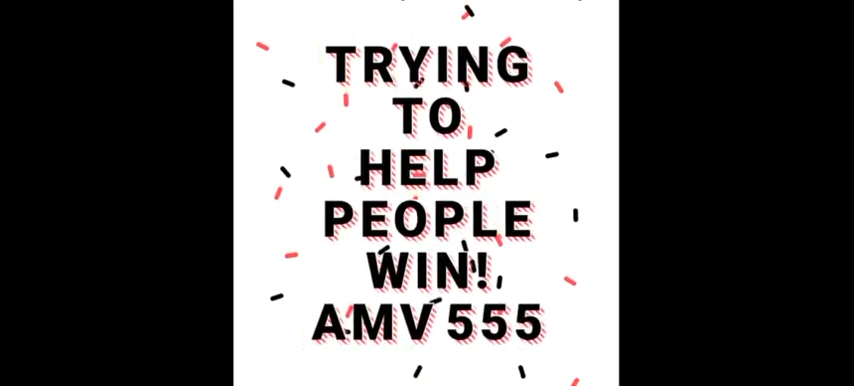 TRYING
TO
HELP
PEOPLE
WIN!
AMV 555